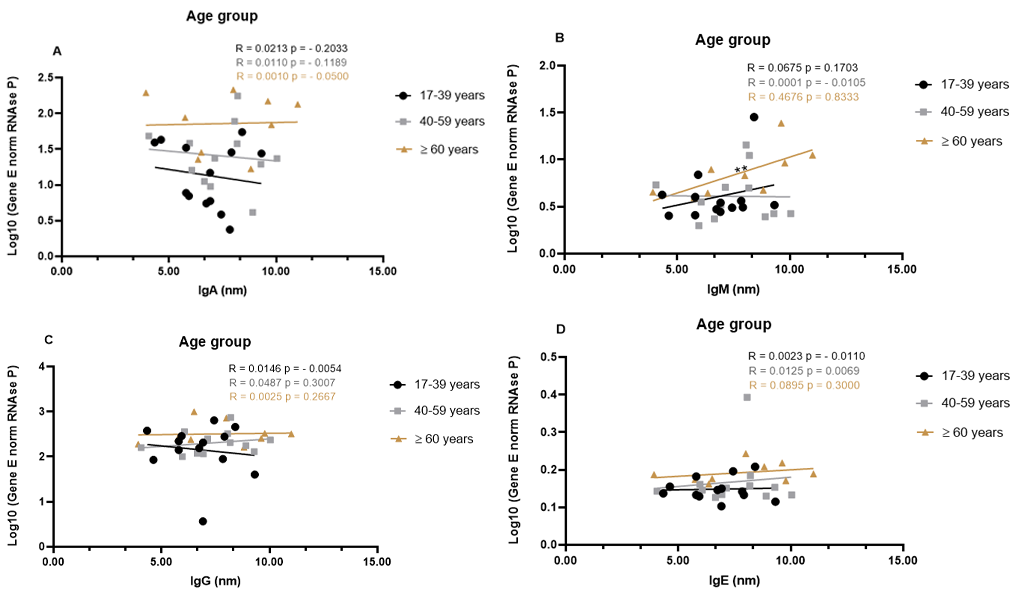 Age group
A
R = 0.0213 p = - 0.2033
R = 0.0110 p = - 0.1189
R = 0.0010 p = - 0.0500
Log10 (Gene E norm RNAse P)
2.5
2.0
1.5
1.0
0.5
0.0
0.00
5.00
10.00
15.00
IgA (nm)
17-39 years
40-59 years
≥ 60 years
Age group
B
R = 0.0675 p = 0.1703
R = 0.0001 p = - 0.0105
R = 0.4676 p = 0.8333
Log10 (Gene E norm RNAse P)
2.0
1.5
1.0
0.5
0.0
**
0.00
5.00
10.00
15.00
IgM (nm)
17-39 years
40-59 years
≥ 60 years
Age group
C
R = 0.0146 p = - 0.0054
R = 0.0487 p = 0.3007
R = 0.0025 p = 0.2667
Log10 (Gene E norm RNAse P)
4
3
2
1
0
0.00
5.00
10.00
15.00
IgG (nm)
17-39 years
40-59 years
≥ 60 years
Age group
D
R = 0.0023 p = - 0.0110
R = 0.0125 p = 0.0069
R = 0.0895 p = 0.3000
Log10 (Gene E norm RNAse P)
0.5
0.4
0.3
0.2
0.1
0.0
0.00
5.00
10.00
15.00
IgE (nm)
17-39 years
40-59 years
≥ 60 years